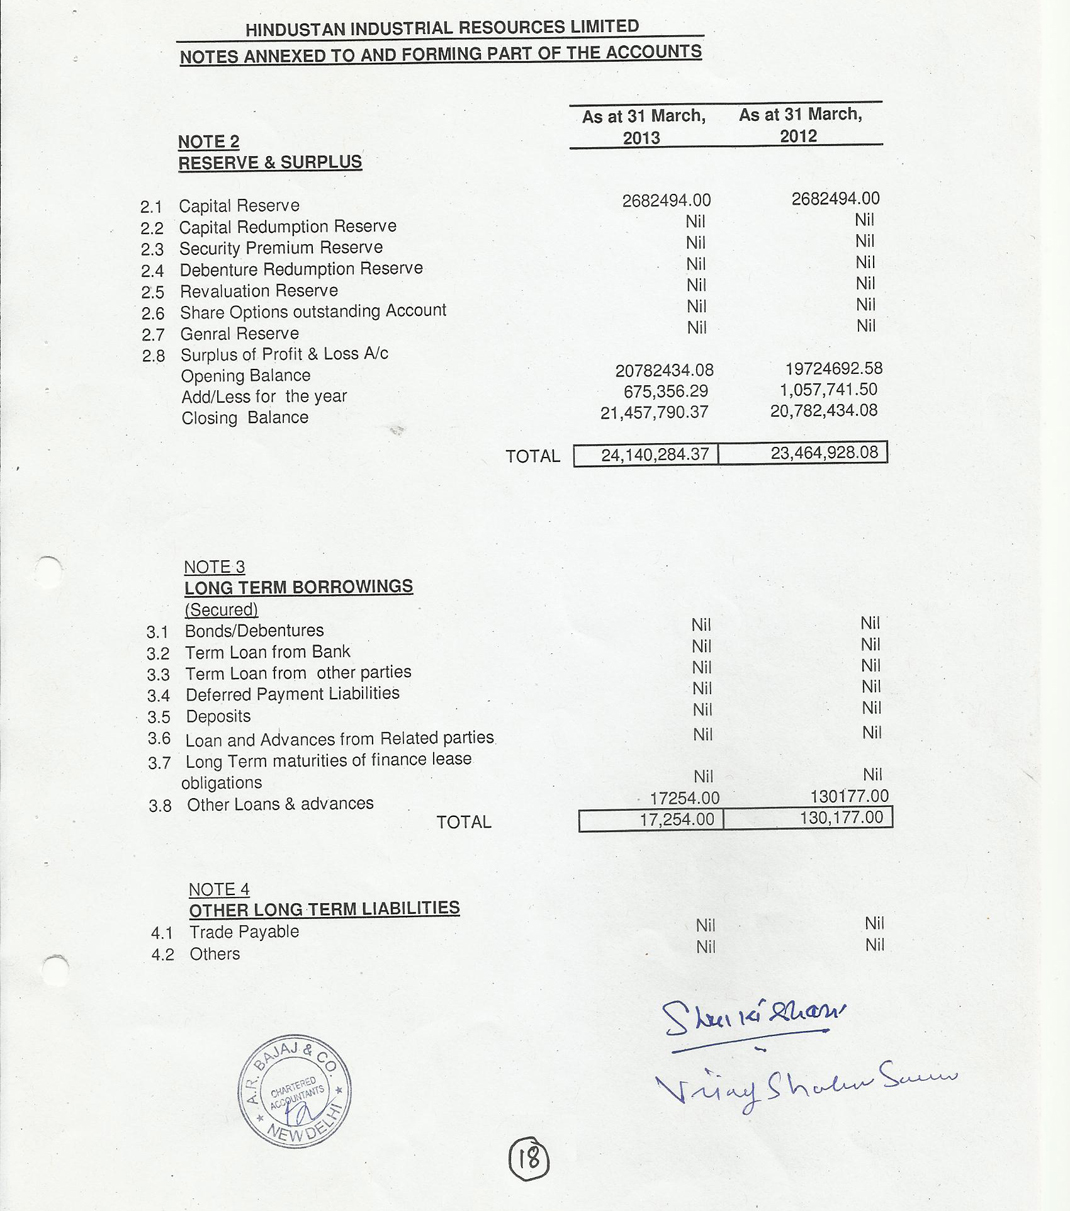 HINDUSTAN INDUSTRIAL RESOURCES LIMITED
NOTES ANNEXED TO AND FORMING PART OF THE ACCOUNTS
As at 31 March, 2013 As at 31 March, 2012
NOTE 2
RESERVE & SURPLUS
2.1 Capital Reserve 2682494.00 2682494.00
2.2 Capital Redumption Reserve Nil Nil
2.3 Security Premium Reserve Nil Nil
2.4 Debenture Redumption Reserve Nil Nil
2.5 Revaluation Reserve Nil Nil
2.6 Share Options outstanding Account Nil Nil
2.7 Genral Reserve Nil Nil
2.8 Surplus of Profit & Loss A/c
Opening Balance 20782434.08 19724692.58
Add/Less for the year 675,356.29 1,057,741.50
Closing Balance 21,457,790.37 20,782,434.08
TOTAL 24,140,284.37 23,464,928.08
NOTE 3
LONG TERM BORROWINGS
(Secured)
3.1 Bonds/Debentures Nil Nil
3.2 Term Loan from Bank Nil Nil
3.3 Term Loan from other parties Nil Nil
3.4 Deferred Payment Liabilities Nil Nil
3.5 Deposits Nil Nil
3.6 Loan and Advances from Related parties Nil Nil
3.7 Long Term maturities of finance lease
obligations Nil Nil
3.8 Other Loans & advances 17254.00 130177.00
TOTAL 17,254.00 130,177.00
NOTE 4
OTHER LONG TERM LIABILITIES
4.1 Trade Payable Nil Nil
4.2 Others Nil Nil
A.R. BAJAJ & CO.
CHARTERED
ACCOUNTANTS
★ NEW DELHI ★
18